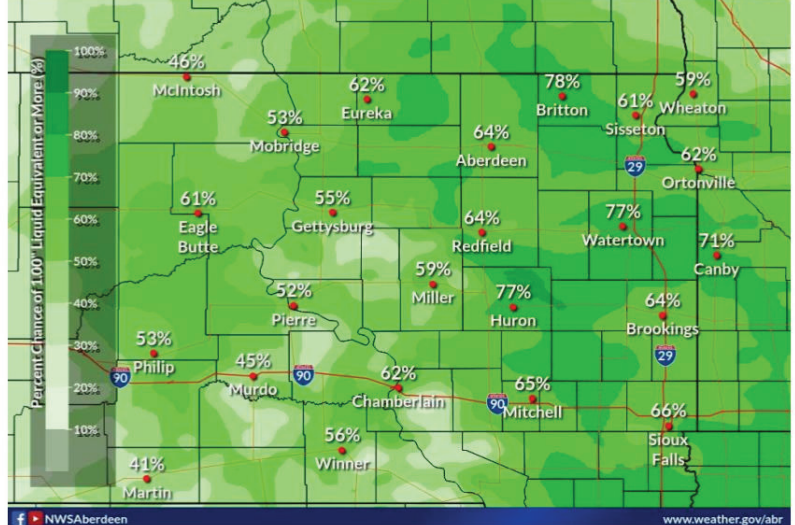 Percent Chance of 1.00" Liquid Equivalent or More (%)
100%
90%
80%
70%
60%
50%
40%
30%
20%
10%
46%
McIntosh
62%
Eureka
53%
Mobridge
64%
Aberdeen
78%
Britton
61%
Sisseton
59%
Wheaton
62%
Ortonville
29
61%
Eagle
Butte
55%
Gettysburg
64%
Redfield
77%
Watertown
71%
Canby
59%
Miller
52%
Pierre
77%
Huron
64%
Brookings
29
53%
Philip
90
45%
Murdo
90
62%
Chamberlain
90
65%
Mitchell
66%
Sioux
Falls
56%
Winner
41%
Martin
NWSAberdeen
www.weather.gov/abr